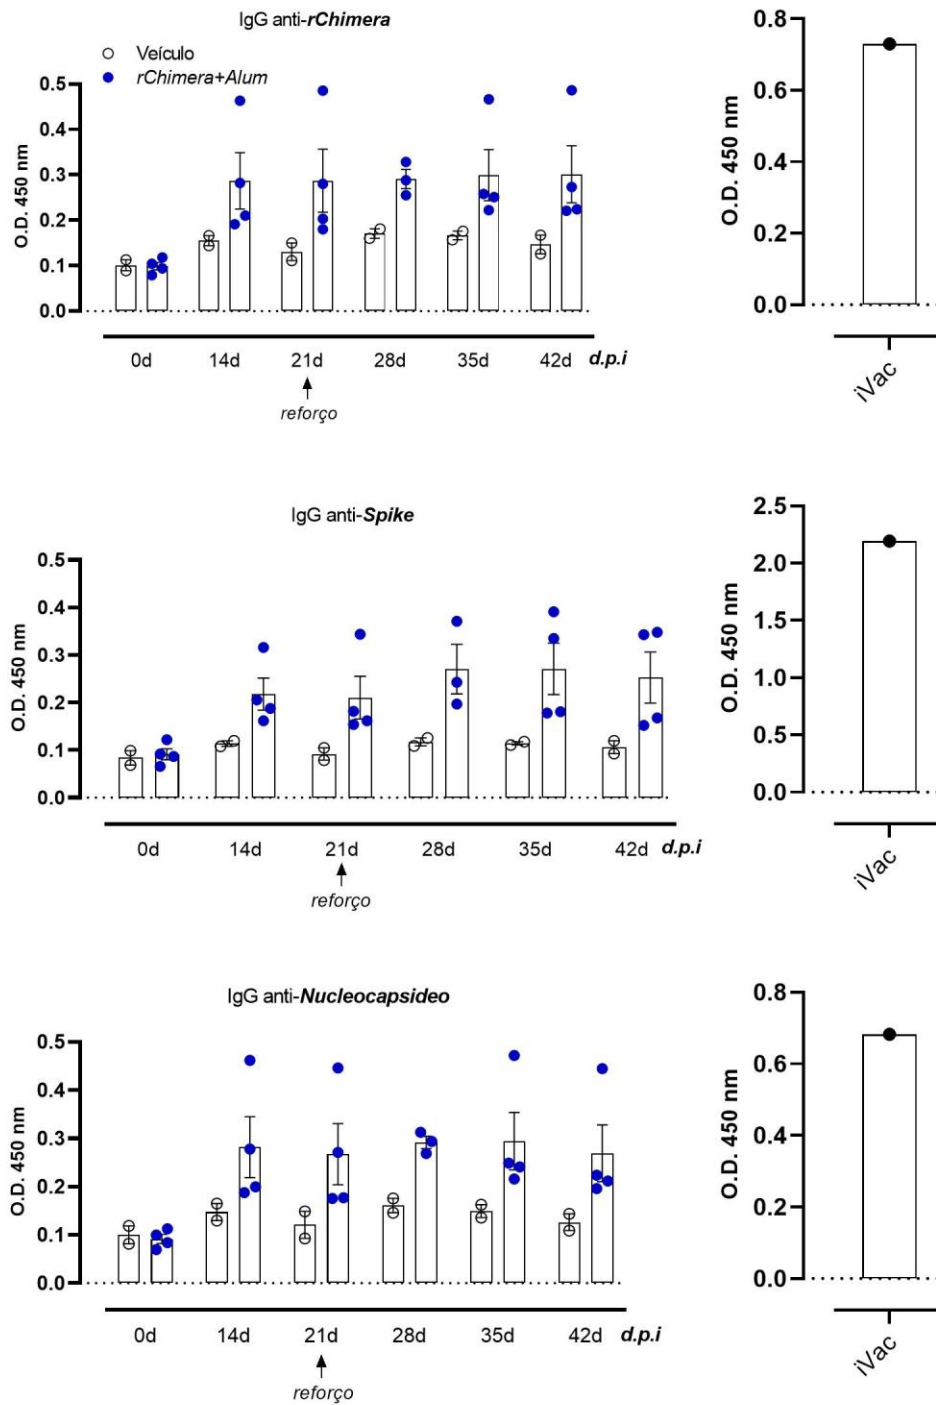 IgG anti-rChimera
Veículo
rChimera+Alum
O.D. 450 nm
0.5
0.4
0.3
0.2
0.1
0.0
0d 14d 21d 28d 35d 42d d.p.i
reforço
O.D. 450 nm
0.8
0.6
0.4
0.2
0.0
iVac
IgG anti-Spike
O.D. 450 nm
0.5
0.4
0.3
0.2
0.1
0.0
0d 14d 21d 28d 35d 42d d.p.i
reforço
O.D. 450 nm
2.5
2.0
1.5
1.0
0.5
0.0
iVac
IgG anti-Nucleocapsideo
O.D. 450 nm
0.5
0.4
0.3
0.2
0.1
0.0
0d 14d 21d 28d 35d 42d d.p.i
reforço
O.D. 450 nm
0.8
0.6
0.4
0.2
0.0
iVac